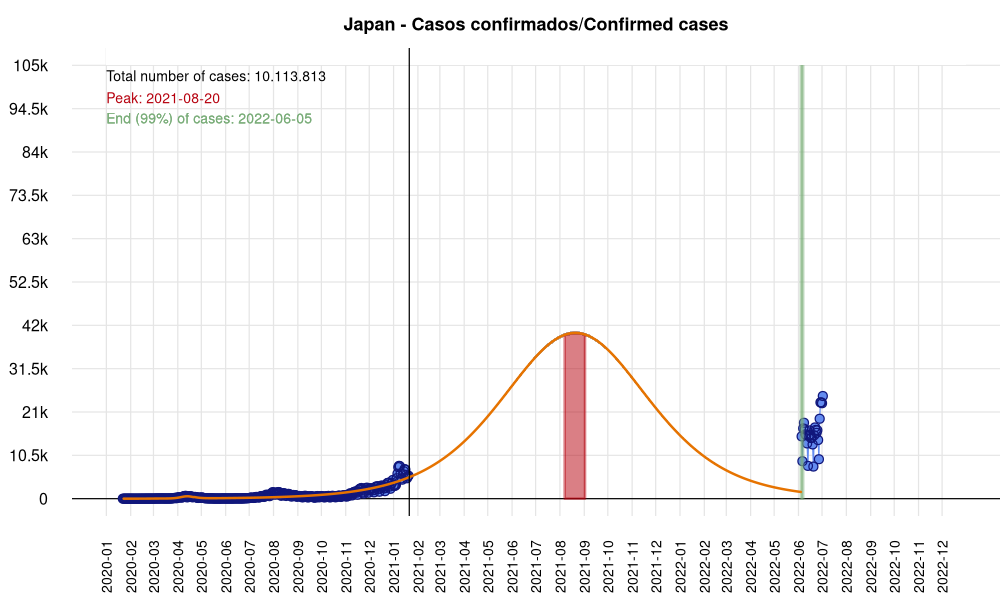 Japan - Casos confirmados/Confirmed cases
Total number of cases: 10.113.813
Peak: 2021-08-20
End (99%) of cases: 2022-06-05
105k
94.5k
84k
73.5k
63k
52.5k
42k
31.5k
21k
10.5k
0
2020-01
2020-02
2020-03
2020-04
2020-05
2020-06
2020-07
2020-08
2020-09
2020-10
2020-11
2020-12
2021-01
2021-02
2021-03
2021-04
2021-05
2021-06
2021-07
2021-08
2021-09
2021-10
2021-11
2021-12
2022-01
2022-02
2022-03
2022-04
2022-05
2022-06
2022-07
2022-08
2022-09
2022-10
2022-11
2022-12